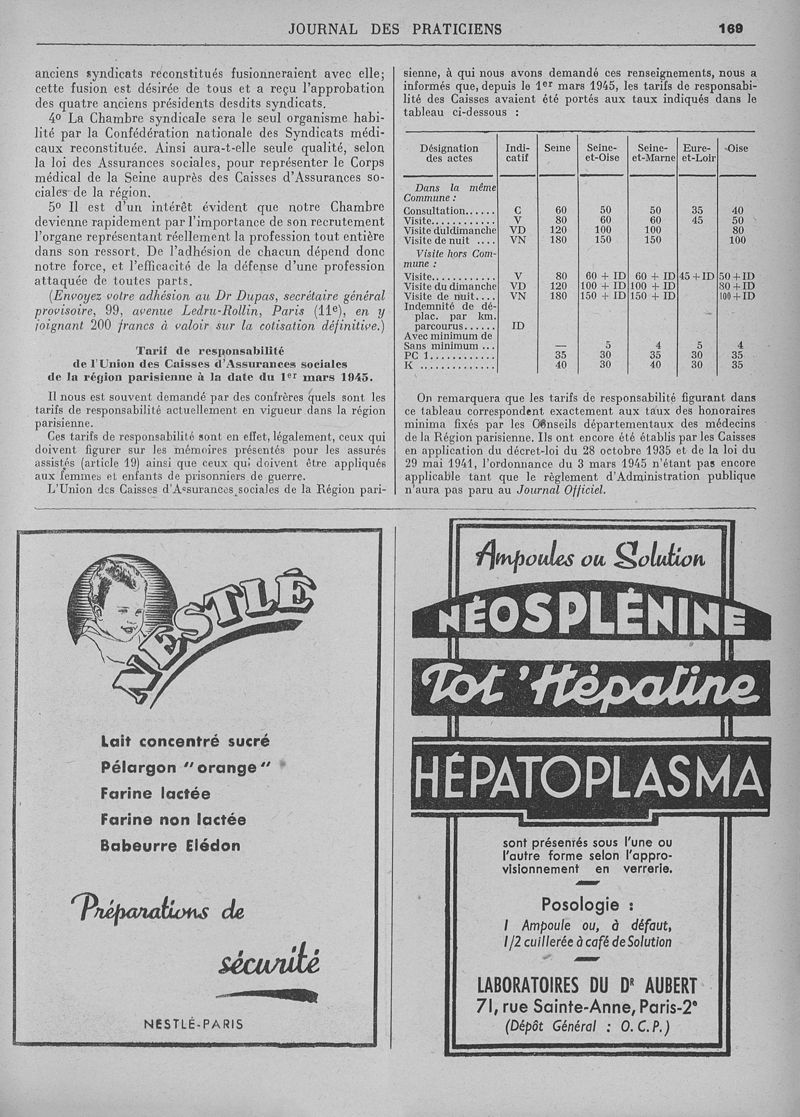 JOURNAL DES PRATICIENS 169
anciens syndicats reconstitués fusionneraient avec elle;
cette fusion est désirée de tous et a reçu l'approbation
des quatre anciens présidents desdits syndicats.
4º La Chambre syndicale sera le seul organisme habi-
lité par la Confédération nationale des Syndicats médi-
caux reconstituée. Ainsi aura-t-elle seule qualité, selon
la loi des Assurances sociales, pour représenter le Corps
médical de la Seine auprès des Caisses d'Assurances so-
ciales de la région.
5º Il est d'un intérêt évident que notre Chambre
devienne rapidement par l'importance de son recrutement
l'organe représentant réellement la profession tout entière
dans son ressort. De l'adhésion de chacun dépend donc
notre force, et l'efficacité de la défense d'une profession
attaquée de toutes parts.
(Envoyez votre adhésion au Dr Dupas, secrétaire général
provisoire, 99, avenue Ledru-Rollin, Paris (11e), en y
joignant 200 francs à valoir sur la cotisation définitive.)
Tarif de responsabilité
de l'Union des Caisses d'Assurances sociales
de la région parisienne à la date du 1er mars 1945.
Il nous est souvent demandé par des confrères quels sont les
tarifs de responsabilité actuellement en vigueur dans la région
parisienne.
Ces tarifs de responsabilité sont en effet, légalement, ceux qui
doivent figurer sur les mémoires présentés pour les assurés
assistés (article 19) ainsi que ceux qui doivent être appliqués
aux femmes et enfants de prisonniers de guerre.
L'Union des Caisses d'Assurances sociales de la Région pari-
sienne, à qui nous avons demandé ces renseignements, nous a
informés que, depuis le 1er mars 1945, les tarifs de responsabi-
lité des Caisses avaient été portés aux taux indiqués dans le
tableau ci-dessous :
Désignation des actes Indi-catif Seine Seine-et-Oise Seine-et-Marne Eure-et-Loir Oise
Dans la même
Commune :
Consultation...... C 60 50 50 35 40
Visite............ V 80 60 60 45 50
Visite du dimanche VD 120 100 100 80
Visite de nuit .... VN 180 150 150 100
Visite hors Com-
mune :
Visite............ V 80 60 + ID 60 + ID 45 + ID 50 + ID
Visite du dimanche VD 120 100 + ID 100 + ID 80 + ID
Visite de nuit.... VN 180 150 + ID 150 + ID 100 + ID
Indemnité de dé-
plac. par km.
parcourus...... ID
Avec minimum de
Sans minimum ... — 5 4 5 4
PC 1............ 35 30 35 30 35
K .............. 40 30 40 30 35
On remarquera que les tarifs de responsabilité figurant dans
ce tableau correspondent exactement aux taux des honoraires
minima fixés par les Conseils départementaux des médecins
de la Région parisienne. Ils ont encore été établis par les Caisses
en application du décret-loi du 28 octobre 1935 et de la loi du
29 mai 1941, l'ordonnance du 3 mars 1945 n'étant pas encore
applicable tant que le règlement d'Administration publique
n'aura pas paru au Journal Officiel.
NESTLÉ
Lait concentré sucré
Pélargon "orange"
Farine lactée
Farine non lactée
Babeurre Elédon
Préparations de
sécurité
NESTLÉ-PARIS
Ampoules ou Solution
NÉOSPLÉNINE
Tot'Hépatine
HÉPATOPLASMA
sont présentés sous l'une ou
l'autre forme selon l'appro-
visionnement en verrerie.
Posologie :
1 Ampoule ou, à défaut,
1/2 cuillerée à café de Solution
LABORATOIRES DU DR AUBERT
71, rue Sainte-Anne, Paris-2e
(Dépôt Général : O.C.P.)